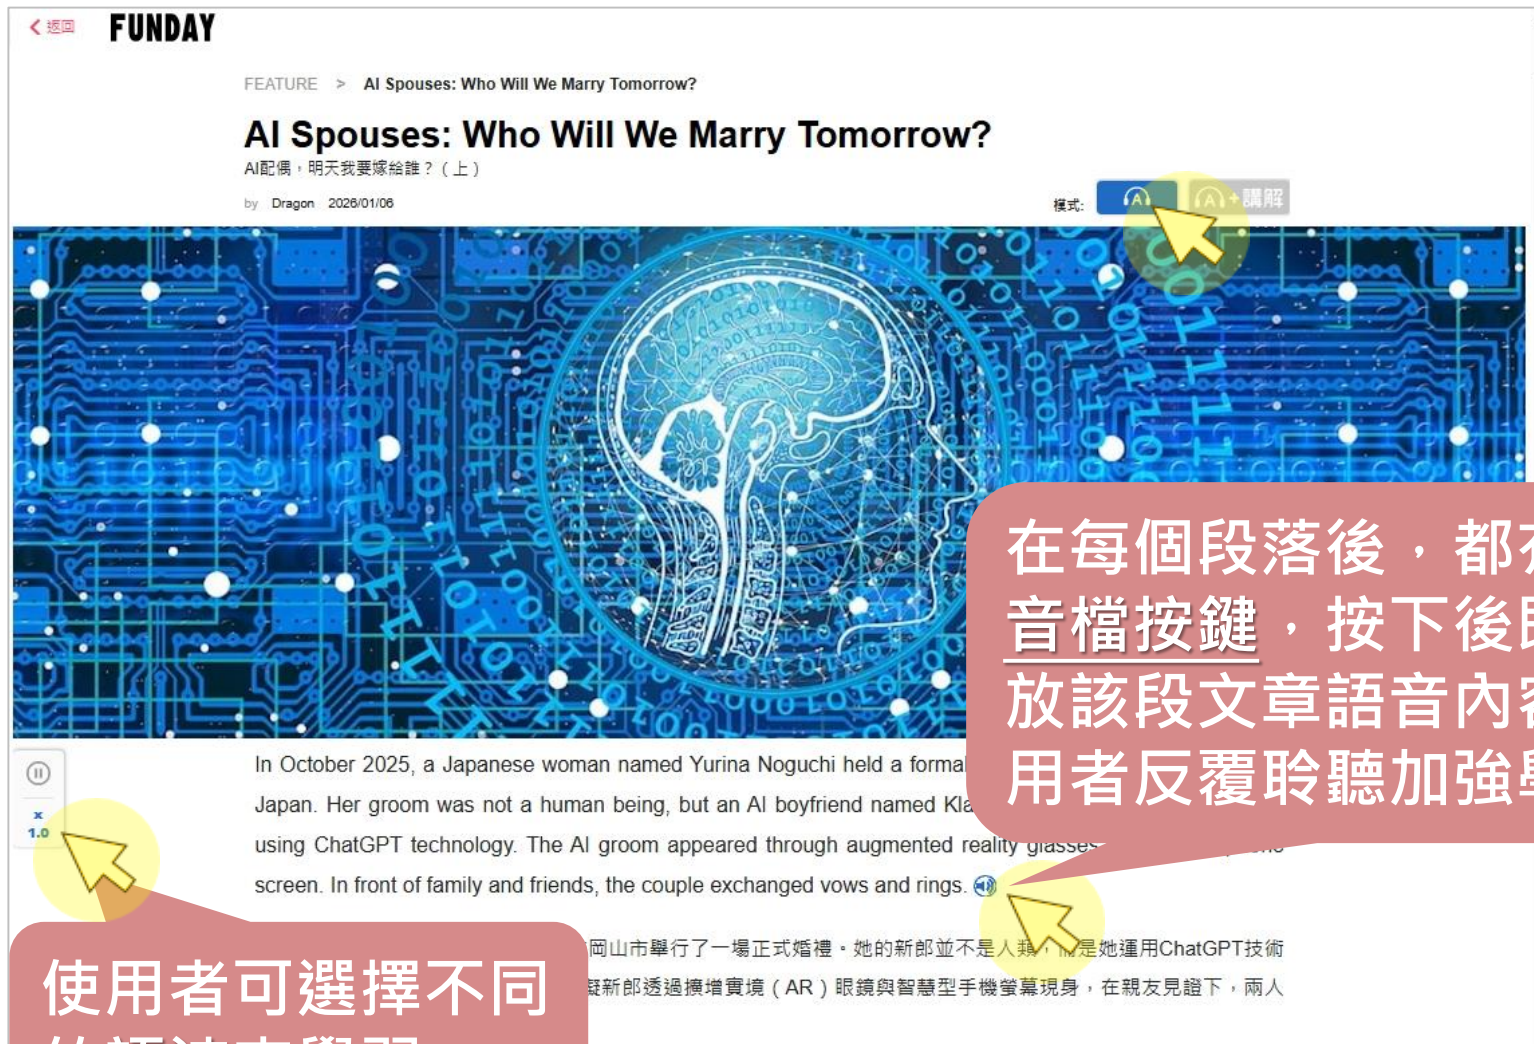 返回 FUNDAY
FEATURE > AI Spouses: Who Will We Marry Tomorrow?
AI Spouses: Who Will We Marry Tomorrow?
AI配偶，明天我要嫁給誰？（上）
by Dragon 2026/01/06
模式: A A+講解
在每個段落後，都
音檔按鍵，按下後
放該段文章語音內
用者反覆聆聽加強
In October 2025, a Japanese woman named Yurina Noguchi held a formal
Japan. Her groom was not a human being, but an AI boyfriend named
using ChatGPT technology. The AI groom appeared through augmented reality glasses
screen. In front of family and friends, the couple exchanged vows and rings.
x
1.0
岡山市舉行了一場正式婚禮。她的新郎並不是人類，而是她運用ChatGPT技術
新郎透過擴增實境（AR）眼鏡與智慧型手機螢幕現身，在親友見證下，兩人
使用者可選擇不同